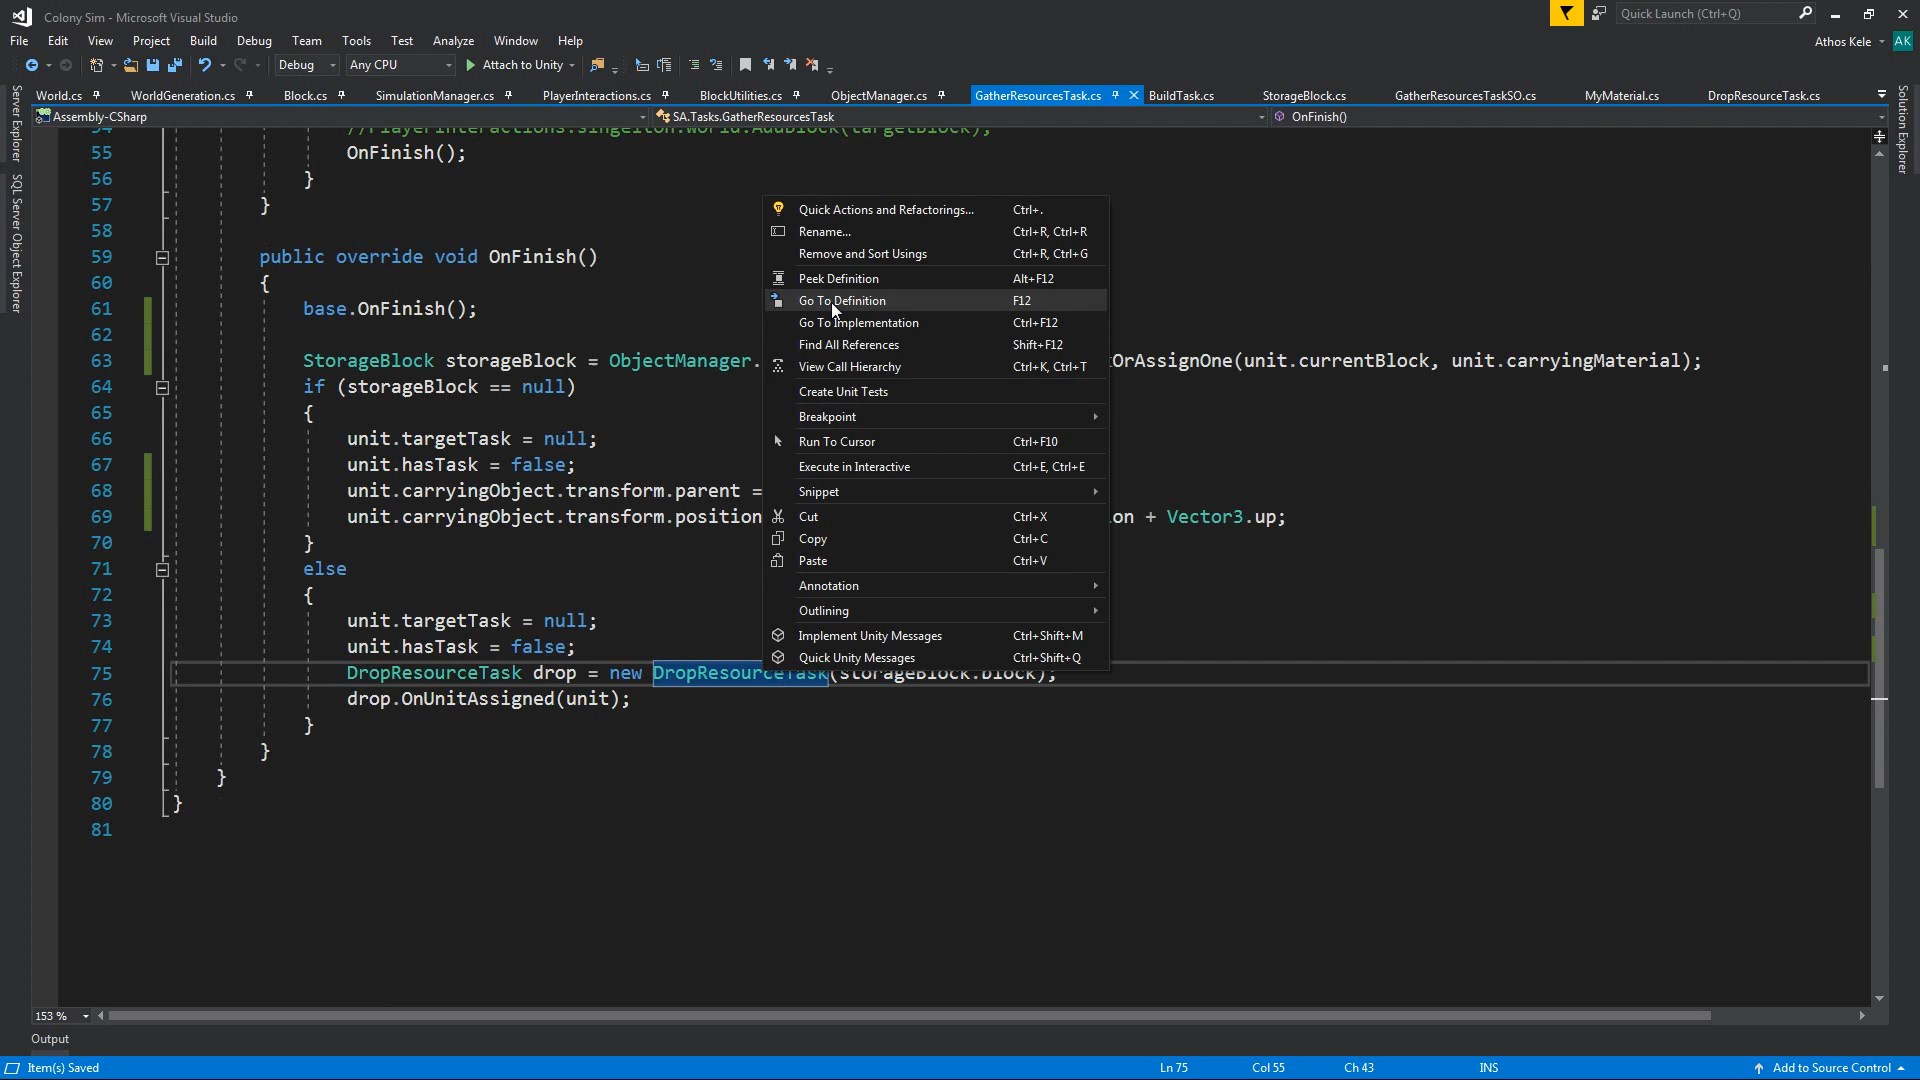 Colony Sim - Microsoft Visual Studio
Quick Launch (Ctrl+Q)
File Edit View Project Build Debug Team Tools Test Analyze Window Help
Athos Kele AK
Debug Any CPU Attach to Unity
World.cs WorldGeneration.cs Block.cs SimulationManager.cs PlayerInteractions.cs BlockUtilities.cs ObjectManager.cs GatherResourcesTask.cs BuildTask.cs StorageBlock.cs GatherResourcesTaskSO.cs MyMaterial.cs DropResourceTask.cs
Assembly-CSharp SA.Tasks.GatherResourcesTask OnFinish()
Server Explorer
SQL Server Object Explorer
Solution Explorer
54 //PlayerInteractions.singelton.world.AddBlock(targetBlock);
55 OnFinish();
56 }
57 }
58
59 public override void OnFinish()
60 {
61 base.OnFinish();
62
63 StorageBlock storageBlock = ObjectManager. tOrAssignOne(unit.currentBlock, unit.carryingMaterial);
64 if (storageBlock == null)
65 {
66 unit.targetTask = null;
67 unit.hasTask = false;
68 unit.carryingObject.transform.parent =
69 unit.carryingObject.transform.position on + Vector3.up;
70 }
71 else
72 {
73 unit.targetTask = null;
74 unit.hasTask = false;
75 DropResourceTask drop = new DropResourceTask(storageBlock.block);
76 drop.OnUnitAssigned(unit);
77 }
78 }
79 }
80 }
81
Quick Actions and Refactorings... Ctrl+.
Rename... Ctrl+R, Ctrl+R
Remove and Sort Usings Ctrl+R, Ctrl+G
Peek Definition Alt+F12
Go To Definition F12
Go To Implementation Ctrl+F12
Find All References Shift+F12
View Call Hierarchy Ctrl+K, Ctrl+T
Create Unit Tests
Breakpoint
Run To Cursor Ctrl+F10
Execute in Interactive Ctrl+E, Ctrl+E
Snippet
Cut Ctrl+X
Copy Ctrl+C
Paste Ctrl+V
Annotation
Outlining
Implement Unity Messages Ctrl+Shift+M
Quick Unity Messages Ctrl+Shift+Q
153 %
Output
Item(s) Saved Ln 75 Col 55 Ch 43 INS Add to Source Control